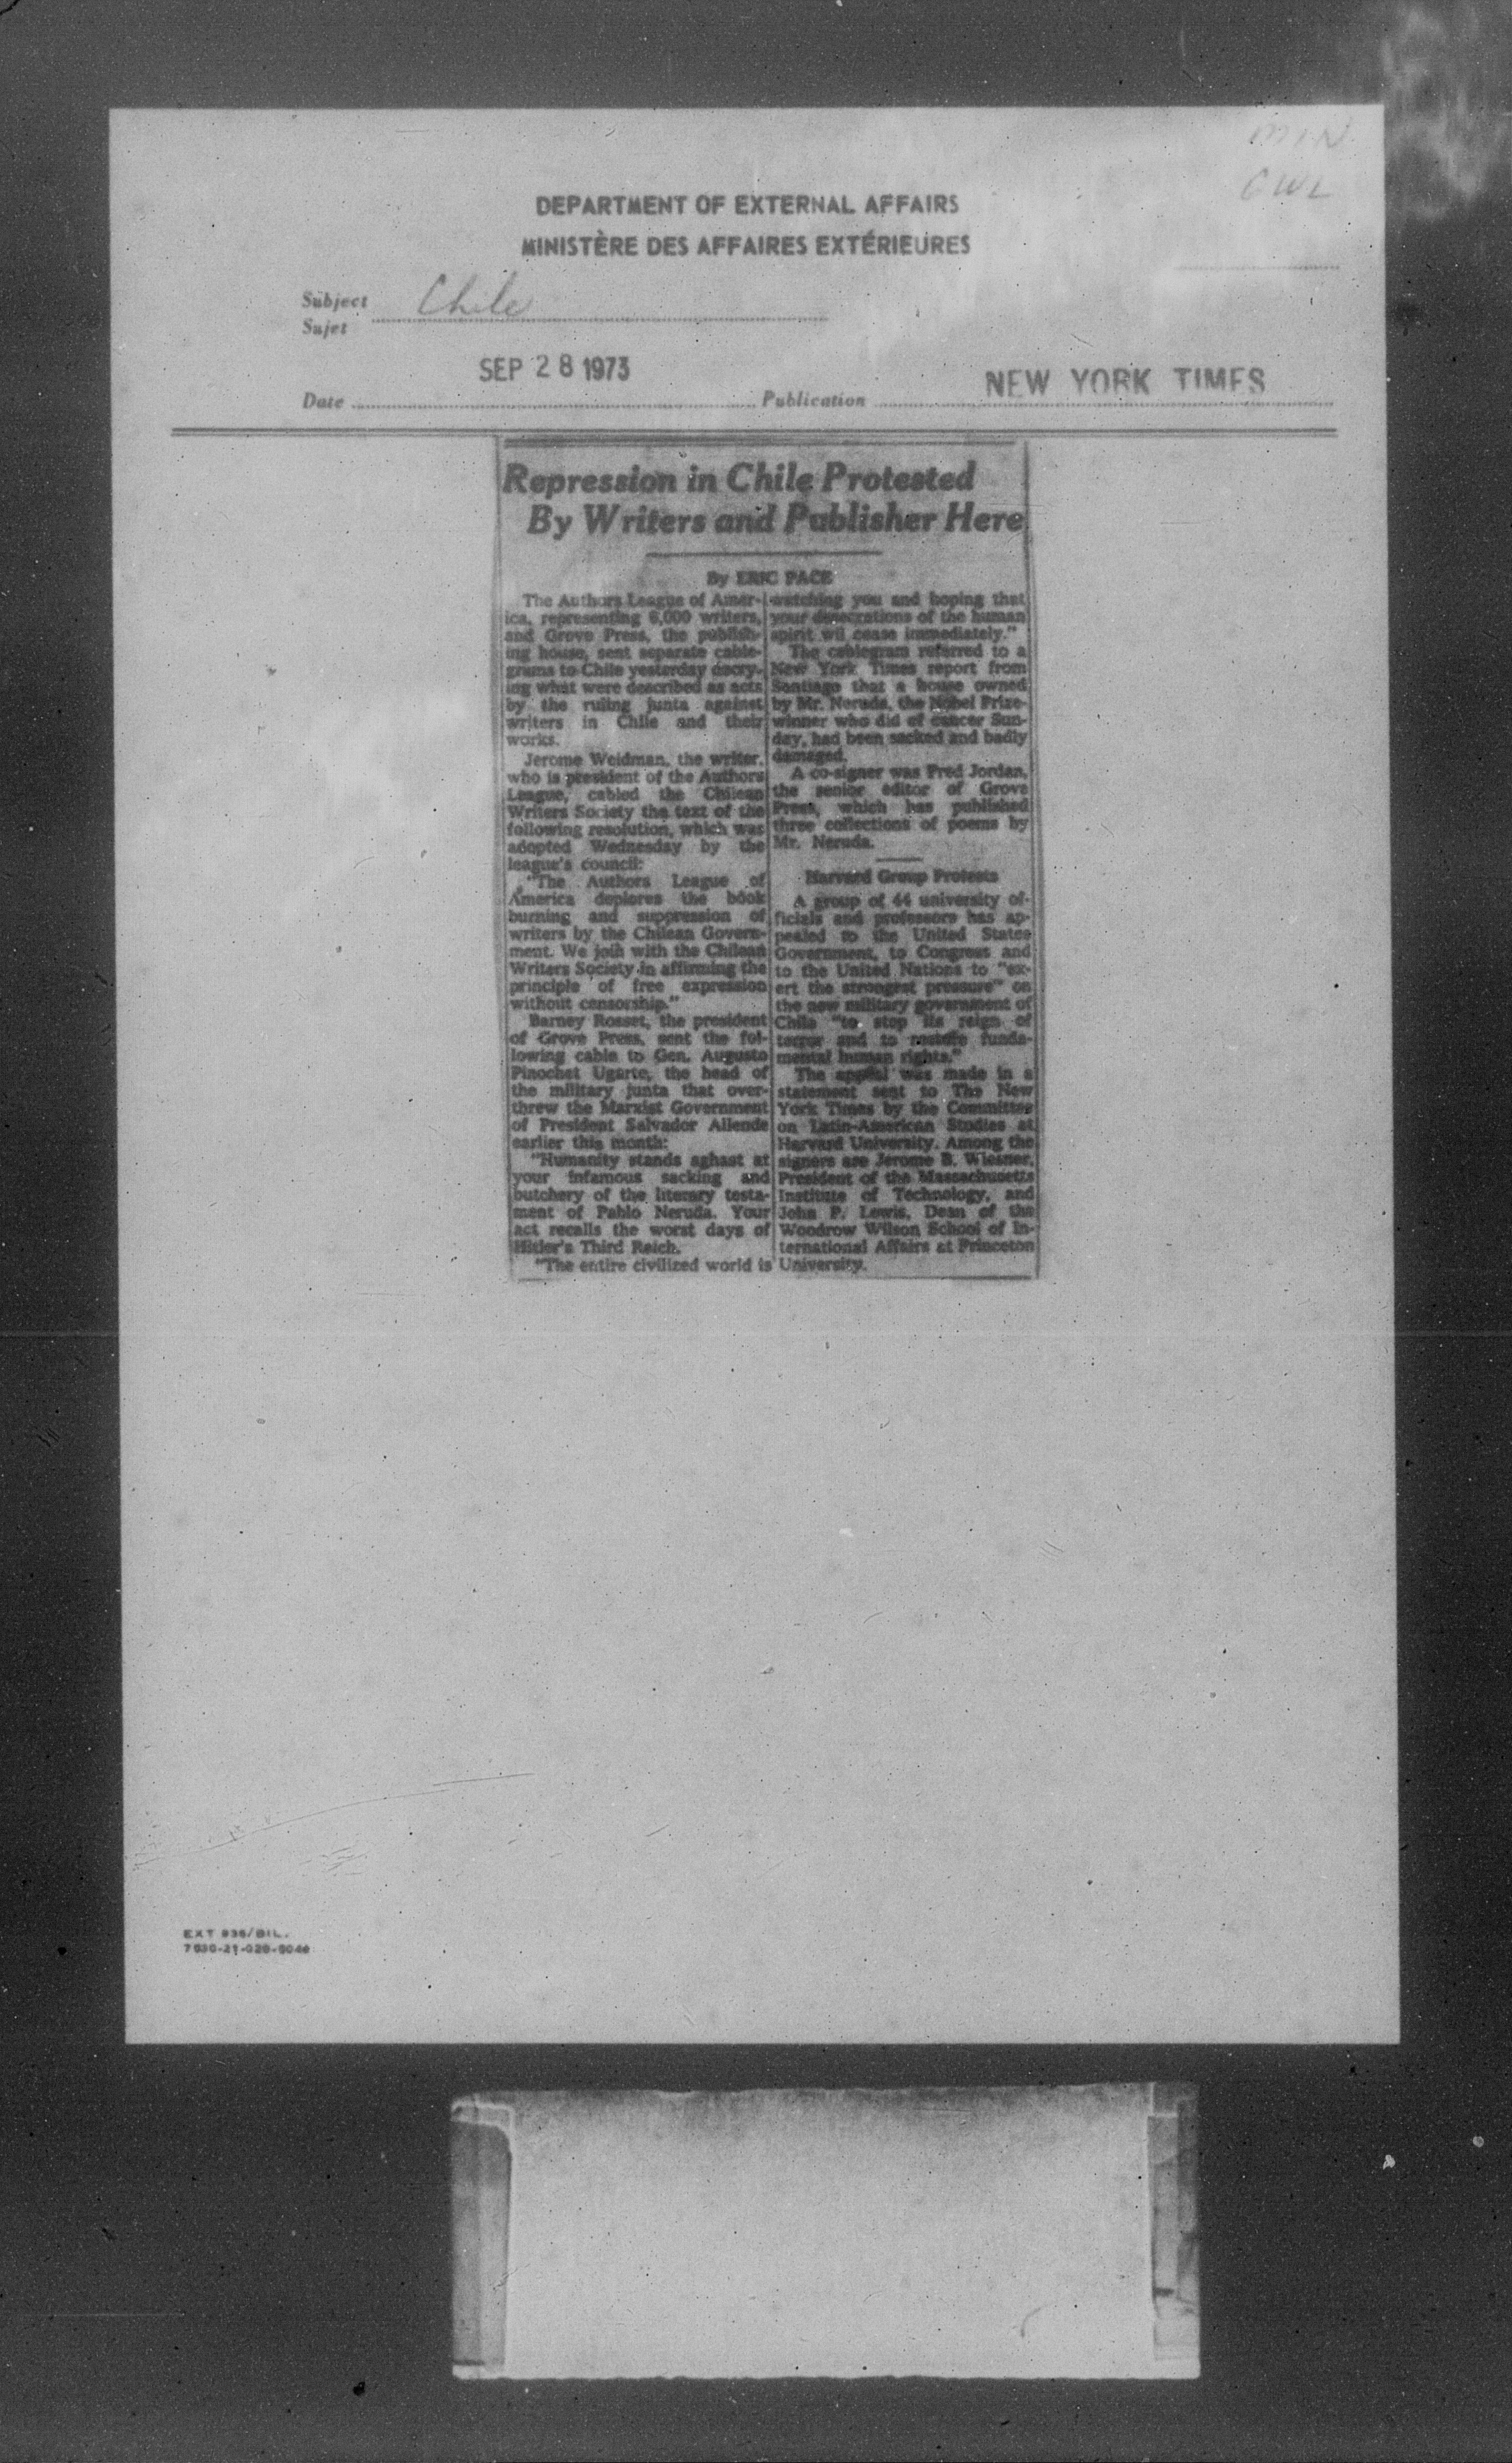 MIN
GWL
DEPARTMENT OF EXTERNAL AFFAIRS
MINISTÈRE DES AFFAIRES EXTÉRIEURES
Subject
Sujet
Chile
SEP 28 1973
NEW YORK TIMES
Date
Publication
Repression in Chile Protested
By Writers and Publisher Here
By ERIC PACE
The Authors League of Amer-
ica, representing 6,000 writers,
and Grove Press, the publish-
ing house, sent separate cable-
grams to Chile yesterday decry-
ing what were described as acts
by the ruling junta against
writers in Chile and their
works.
Jerome Weidman, the writer,
who is president of the Authors
League, cabled the Chilean
Writers Society the text of the
following resolution, which was
adopted Wednesday by the
league's council:
"The Authors League of
America deplores the book
burning and suppression of
writers by the Chilean Govern-
ment. We join with the Chilean
Writers Society in affirming the
principle of free expression
without censorship."
Barney Rosset, the president
of Grove Press, sent the fol-
lowing cable to Gen. Augusto
Pinochet Ugarte, the head of
the military junta that over-
threw the Marxist Government
of President Salvador Allende
earlier this month:
"Humanity stands aghast at
your infamous sacking and
butchery of the literary testa-
ment of Pablo Neruda. Your
act recalls the worst days of
Hitler's Third Reich.
"The entire civilized world is
watching you and hoping that
your desecrations of the human
spirit wil cease immediately."
The cablegram referred to a
New York Times report from
Santiago that a house owned
by Mr. Neruda, the Nobel Prize-
winner who did of cancer Sun-
day, had been sacked and badly
damaged.
A co-signer was Fred Jordan,
the senior editor of Grove
Press, which has published
three collections of poems by
Mr. Neruda.
Harvard Group Protests
A group of 44 university of-
ficials and professors has ap-
pealed to the United States
Government, to Congress and
to the United Nations to "ex-
ert the strongest pressure" on
the new military government of
Chile "to stop its reign of
terror and to restore funda-
mental human rights."
The appeal was made in a
statement sent to The New
York Times by the Committee
on Latin-American Studies at
Harvard University. Among the
signers are Jerome B. Wiesner,
President of the Massachusetts
Institute of Technology, and
John P. Lewis, Dean of the
Woodrow Wilson School of In-
ternational Affairs at Princeton
University.
EXT 936/BIL.